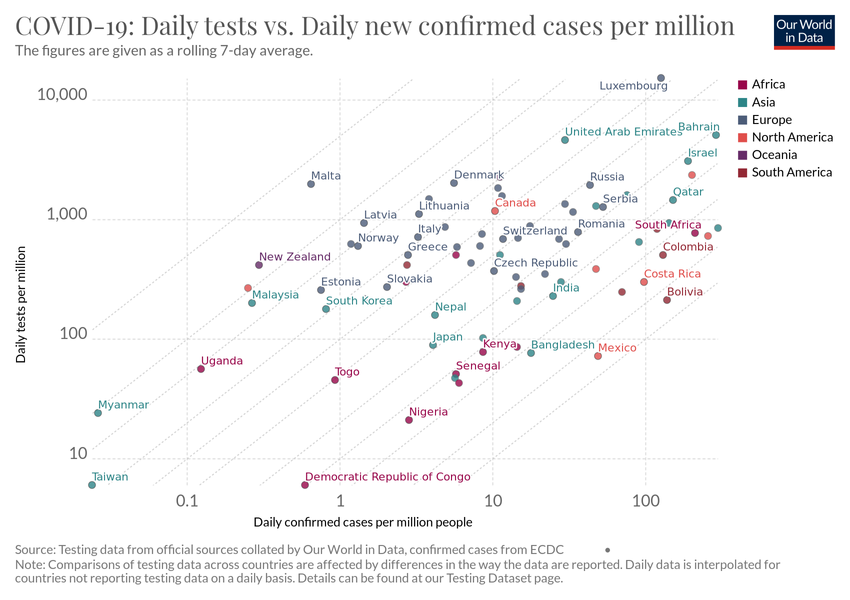 COVID-19: Daily tests vs. Daily new confirmed cases per million
The figures are given as a rolling 7-day average.
Our World
in Data
Luxembourg
10,000
United Arab Emirates
Bahrain
Israel
Malta
Denmark
Russia
Qatar
Lithuania
Canada
Serbia
1,000
Latvia
Italy
Switzerland
Romania
South Africa
Norway
Greece
Colombia
New Zealand
Czech Republic
Costa Rica
Estonia
Slovakia
India
Bolivia
Malaysia
South Korea
Nepal
100
Japan
Kenya
Bangladesh
Mexico
Uganda
Togo
Senegal
Myanmar
Nigeria
10
Taiwan
Democratic Republic of Congo
Daily tests per million
0.1
1
10
100
Daily confirmed cases per million people
Africa
Asia
Europe
North America
Oceania
South America
Source: Testing data from official sources collated by Our World in Data, confirmed cases from ECDC
Note: Comparisons of testing data across countries are affected by differences in the way the data are reported. Daily data is interpolated for
countries not reporting testing data on a daily basis. Details can be found at our Testing Dataset page.